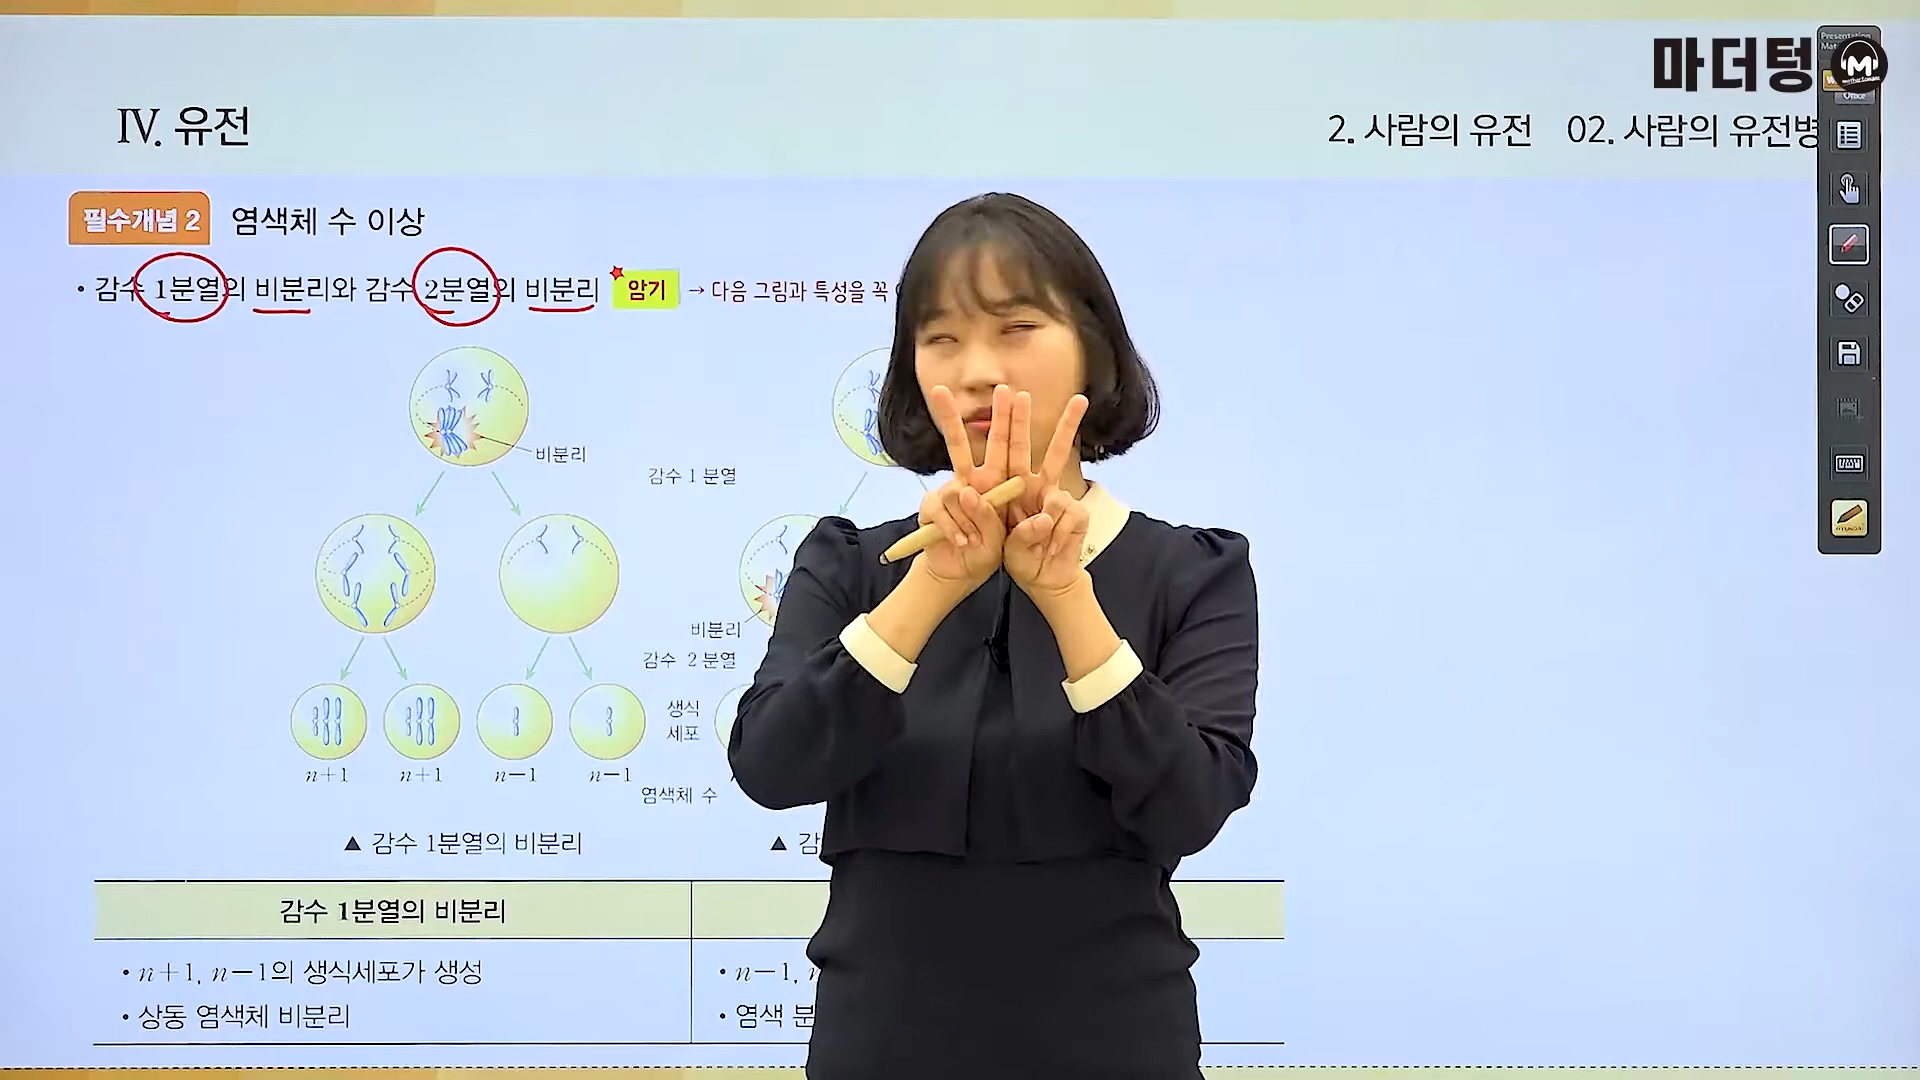 마더텅
Presentation
IV. 유전
2. 사람의 유전 02. 사람의 유전병
필수개념 2 염색체 수 이상
• 감수 1분열의 비분리와 감수 2분열의 비분리 암기 → 다음 그림과 특성을 꼭
비분리
감수 1 분열
비분리
감수 2 분열
생식
세포
n+1 n+1 n−1 n−1
염색체 수
▲ 감수 1분열의 비분리 ▲ 감
감수 1분열의 비분리
• n+1, n−1의 생식세포가 생성 • n−1,
• 상동 염색체 비분리 • 염색 분